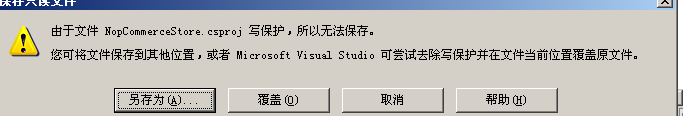 保存只读文件
由于文件 NopCommerceStore.csproj 写保护，所以无法保存。
您可将文件保存到其他位置，或者 Microsoft Visual Studio 可尝试去除写保护并在文件当前位置覆盖原文件。
另存为(A)... 覆盖(O) 取消 帮助(H)